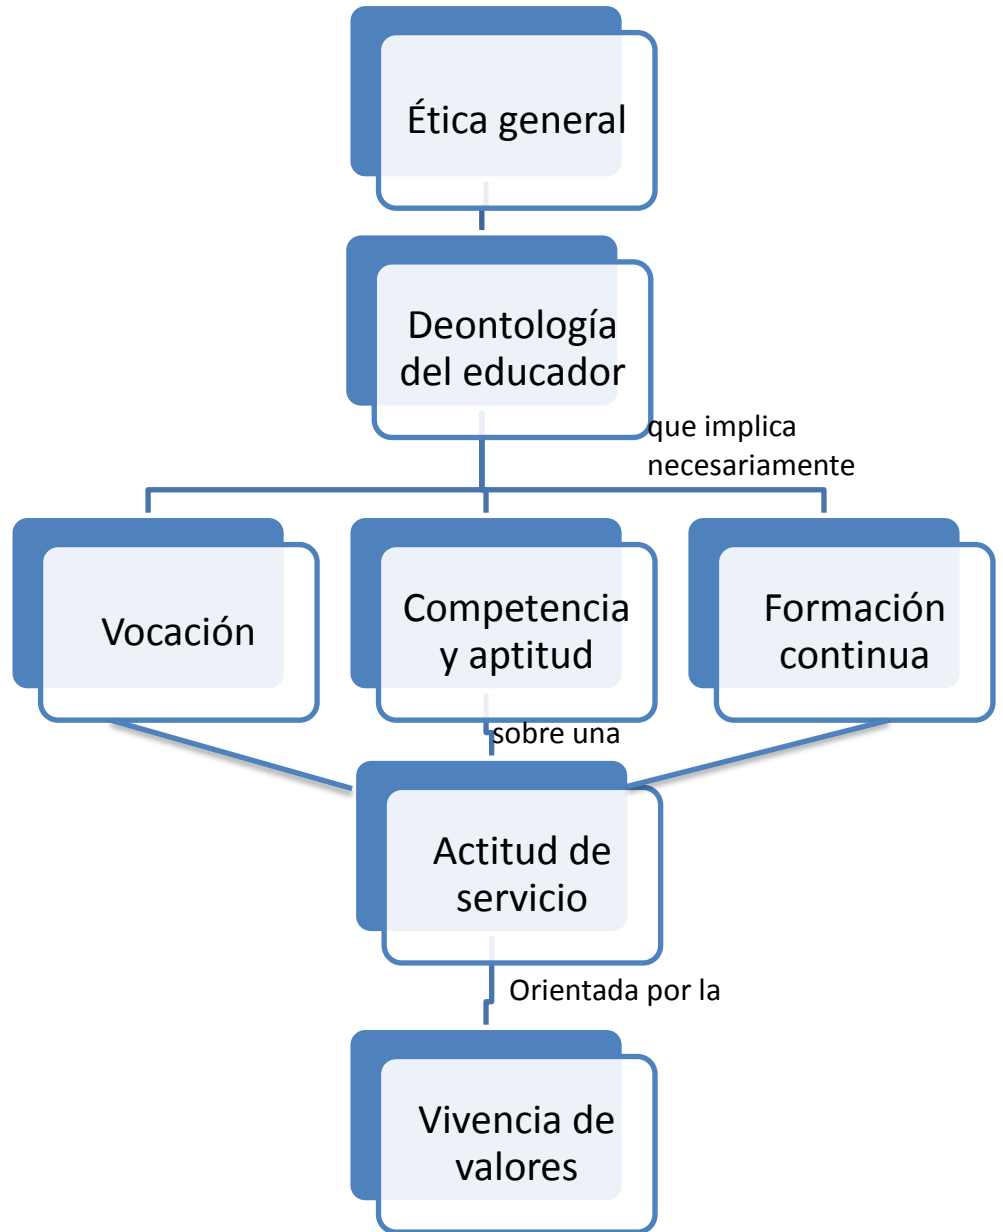 Ética general
Deontología
del educador
que implica
necesariamente
Vocación
Competencia
y aptitud
Formación
continua
sobre una
Actitud de
servicio
Orientada por la
Vivencia de
valores